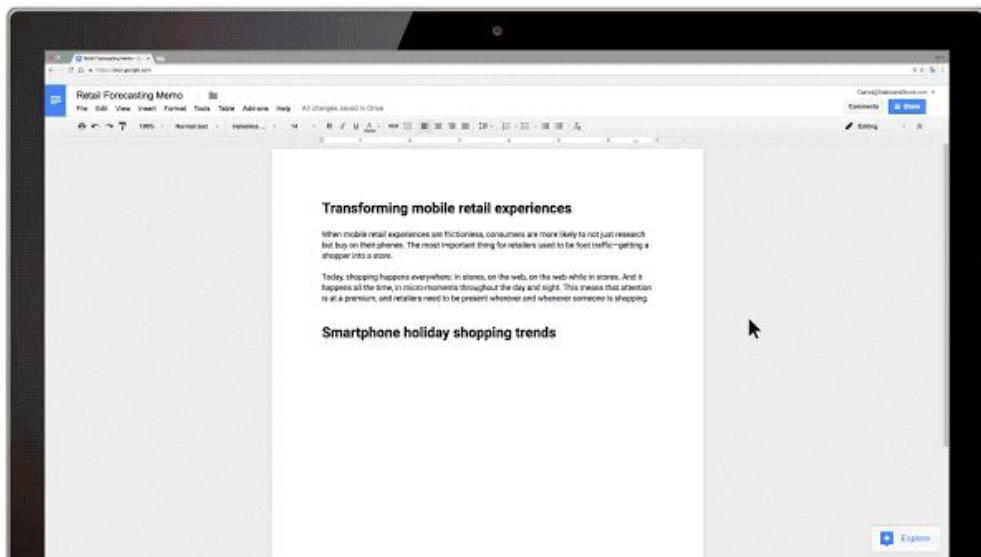 Retail Forecasting Memo
File Edit View Insert Format Tools Table Add-ons Help All changes saved in Drive
Comments Share
100% Normal text Helvetica ... 14 B I U A Editing
Transforming mobile retail experiences
When mobile retail experiences are frictionless, consumers are more likely to not just research
but buy on their phones. The most important thing for retailers used to be foot traffic—getting a
shopper into a store.
Today, shopping happens everywhere: in stores, on the web, on the web while in stores. And it
happens all the time, in micro-moments throughout the day and night. This means that attention
is at a premium, and retailers need to be present wherever and whenever someone is shopping.
Smartphone holiday shopping trends
Explore